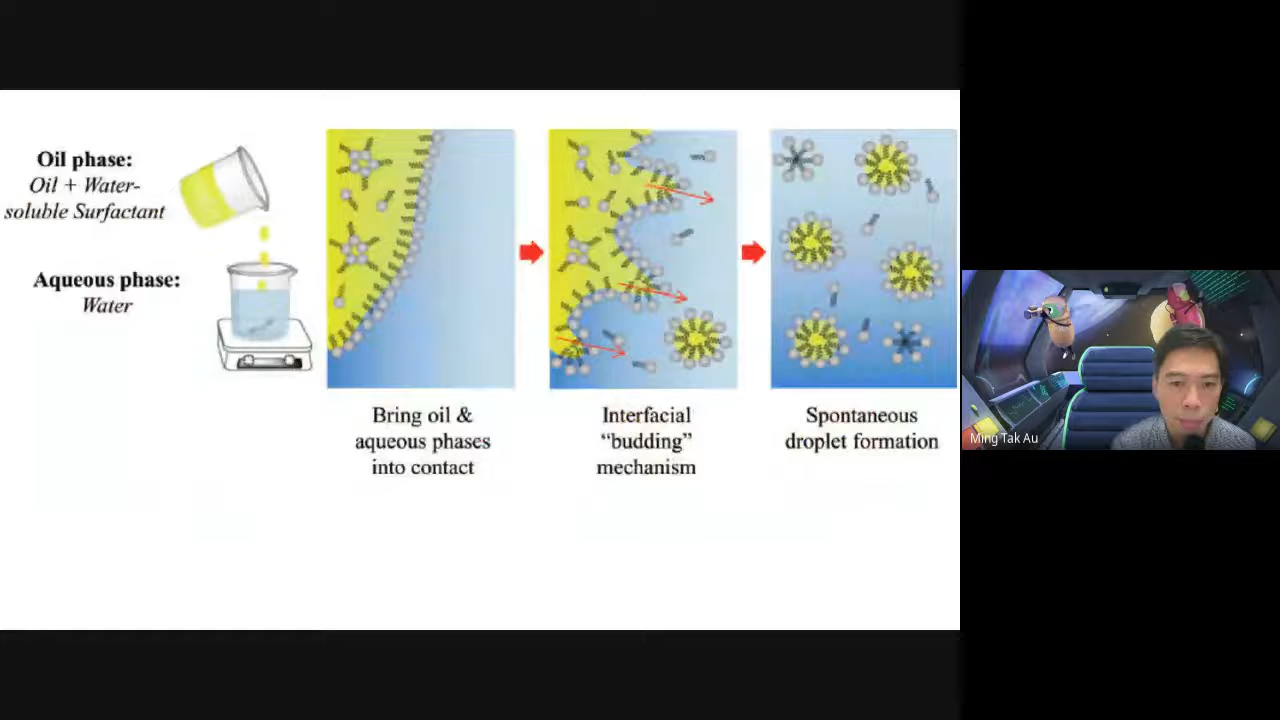 Oil phase:
Oil + Water-
soluble Surfactant
Aqueous phase:
Water
Bring oil &
aqueous phases
into contact
Interfacial
“budding”
mechanism
Spontaneous
droplet formation
Ming Tak Au